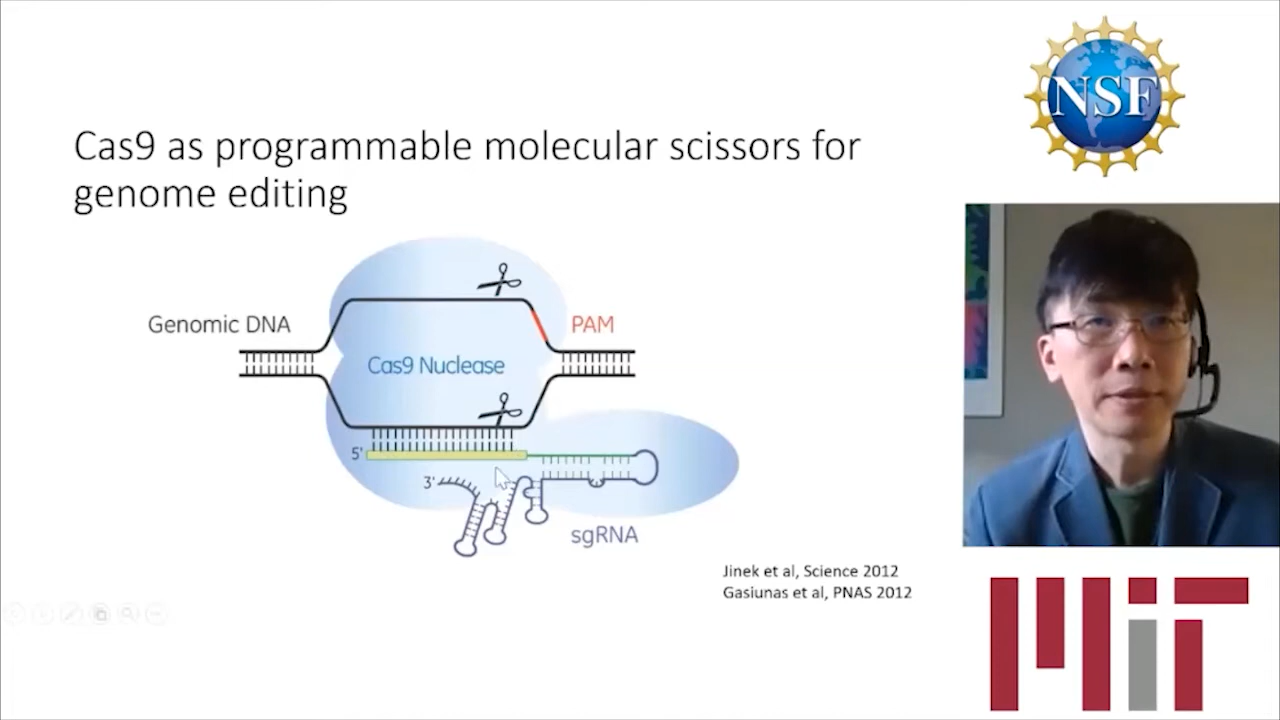 NSF
Cas9 as programmable molecular scissors for
genome editing
Genomic DNA
PAM
Cas9 Nuclease
5'
3'
sgRNA
Jinek et al, Science 2012
Gasiunas et al, PNAS 2012
MIT